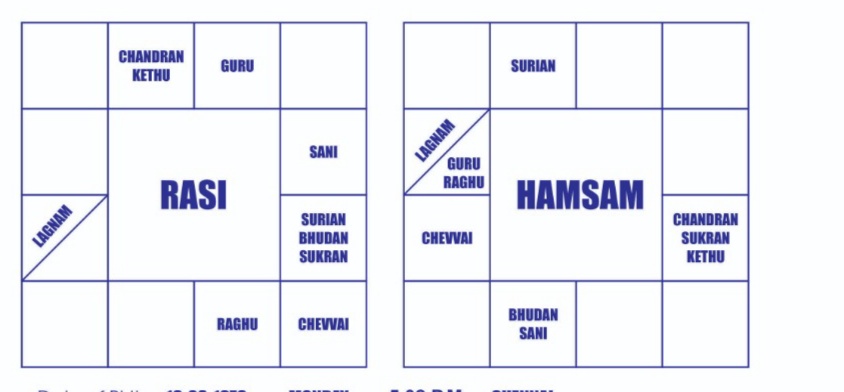 CHANDRAN
KETHU
GURU
SANI
LAGNAM
RASI
SURIAN
BHUDAN
SUKRAN
RAGHU
CHEVVAI
SURIAN
LAGNAM
GURU
RAGHU
HAMSAM
CHEVVAI
CHANDRAN
SUKRAN
KETHU
BHUDAN
SANI